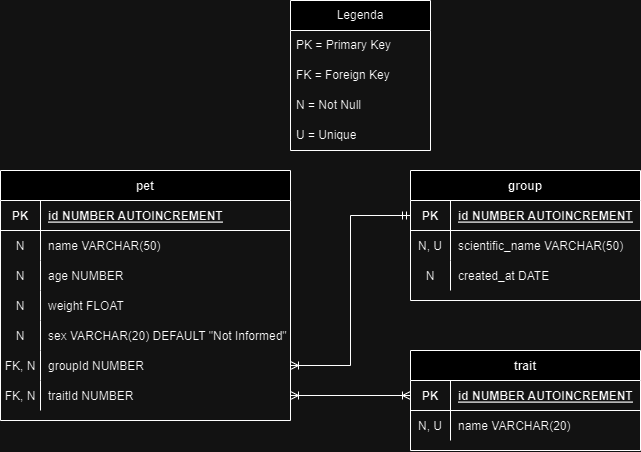 Legenda
PK = Primary Key
FK = Foreign Key
N = Not Null
U = Unique
pet
PK id NUMBER AUTOINCREMENT
N name VARCHAR(50)
N age NUMBER
N weight FLOAT
N sex VARCHAR(20) DEFAULT "Not Informed"
FK, N groupId NUMBER
FK, N traitId NUMBER
group
PK id NUMBER AUTOINCREMENT
N, U scientific_name VARCHAR(50)
N created_at DATE
trait
PK id NUMBER AUTOINCREMENT
N, U name VARCHAR(20)